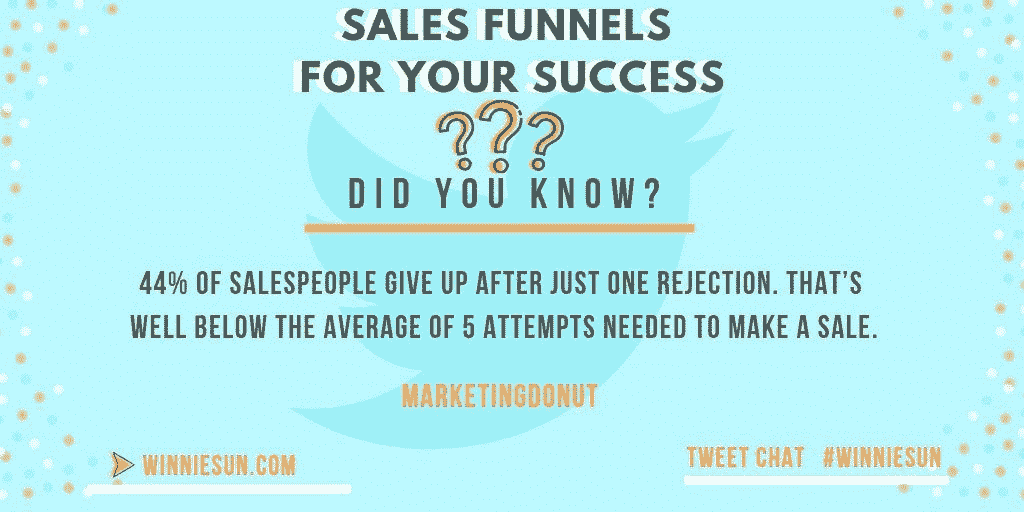 SALES FUNNELS
FOR YOUR SUCCESS
???
DID YOU KNOW?
44% OF SALESPEOPLE GIVE UP AFTER JUST ONE REJECTION. THAT'S
WELL BELOW THE AVERAGE OF 5 ATTEMPTS NEEDED TO MAKE A SALE.
MARKETINGDONUT
WINNIESUN.COM
TWEET CHAT #WINNIESUN